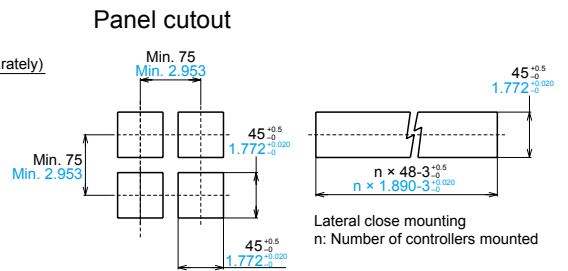 Panel cutout
rately)
Min. 75
Min. 2.953
45 +0.5 -0
1.772 +0.020 -0
45 +0.5 -0
1.772 +0.020 -0
Min. 75
Min. 2.953
n × 48-3 +0.5 -0
n × 1.890-3 +0.020 -0
Lateral close mounting
n: Number of controllers mounted
45 +0.5 -0
1.772 +0.020 -0